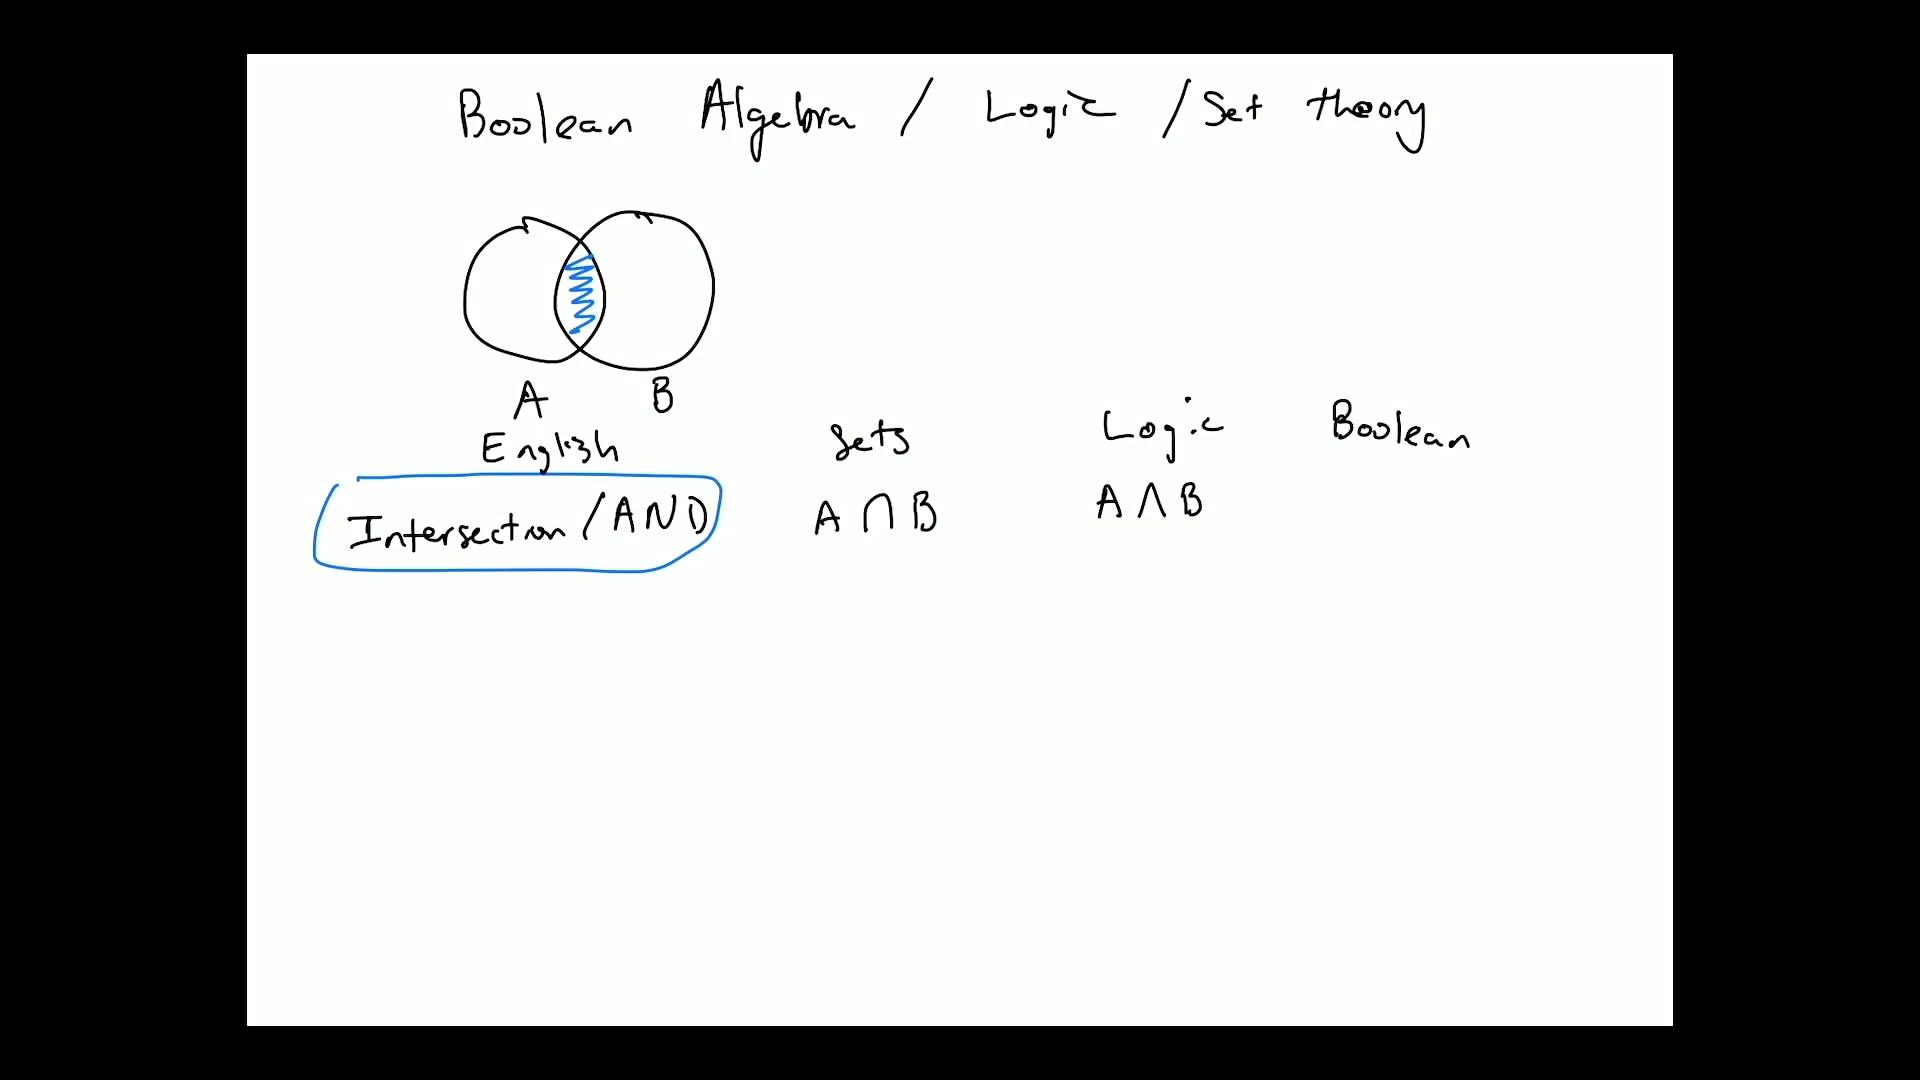 Boolean Algebra / Logic / Set theory
A B
English Sets Logic Boolean
Intersection / AND A ∩ B A ∧ B